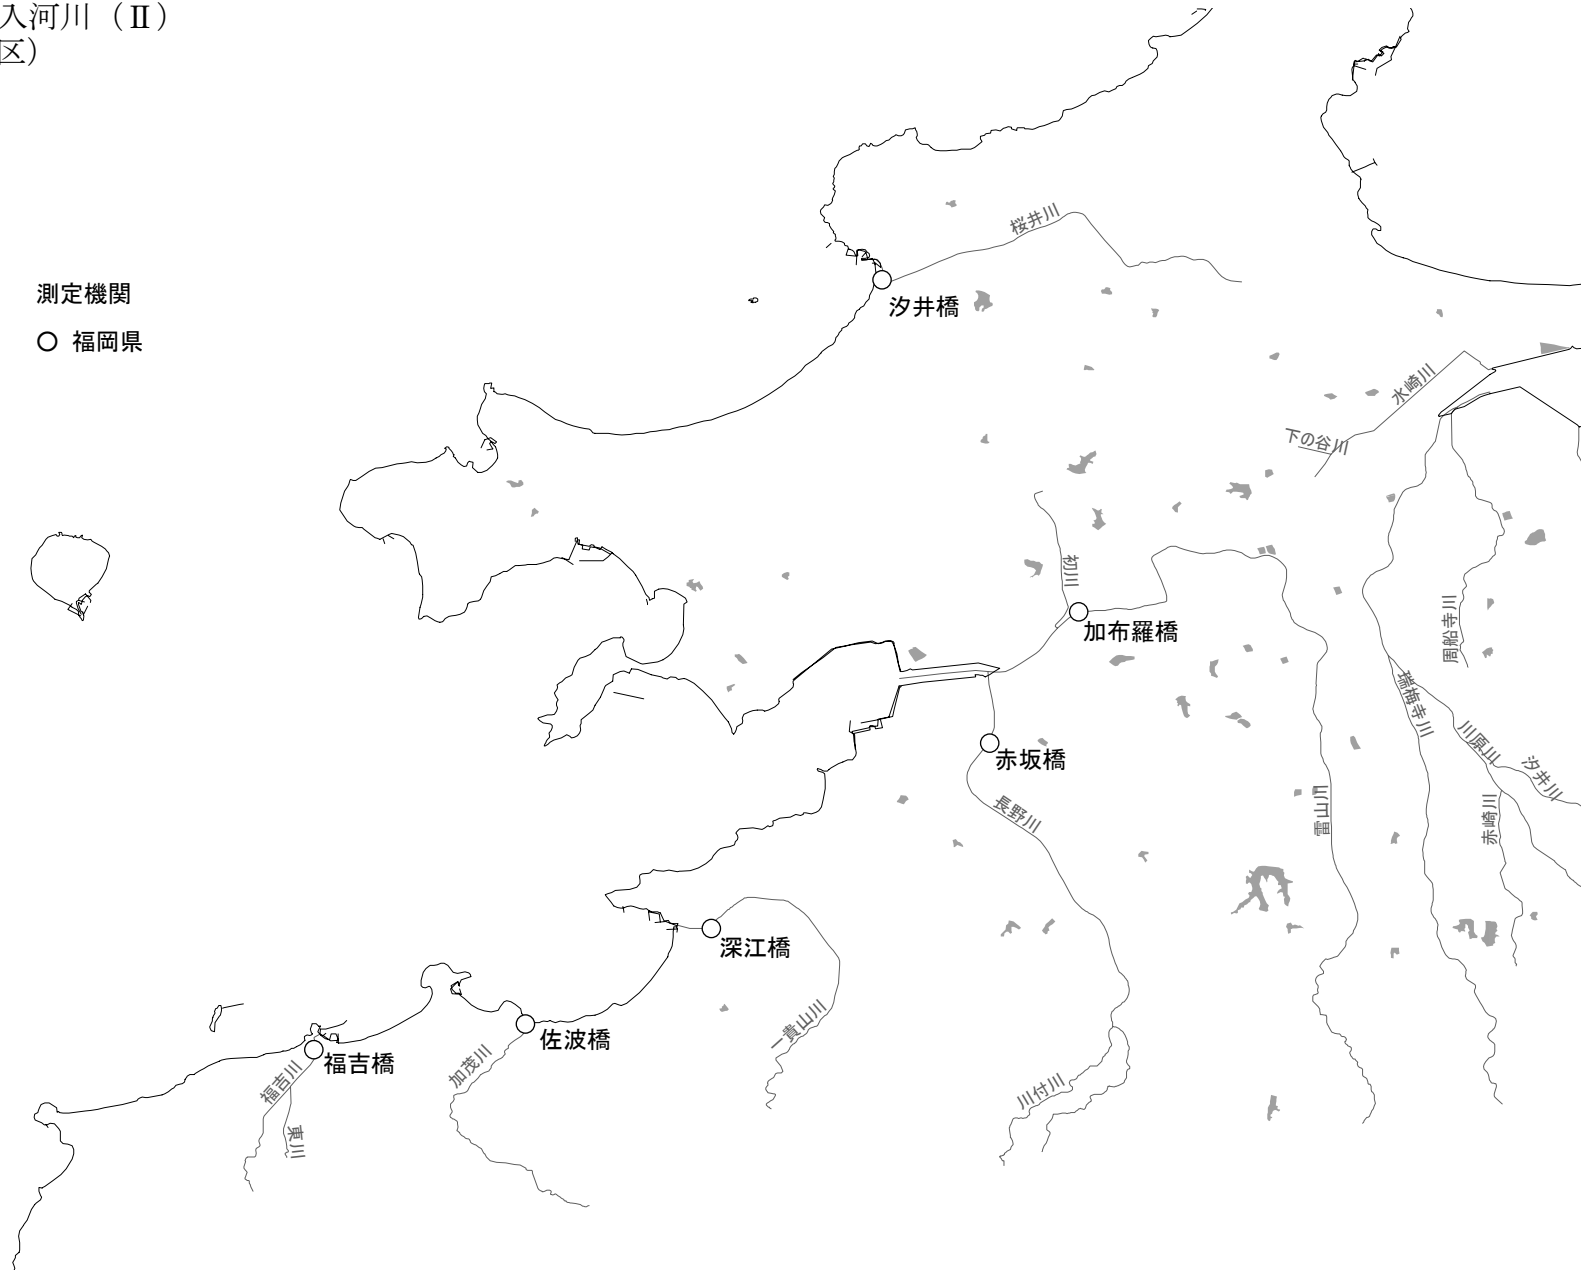 入河川（Ⅱ）
区）
桜井川
測定機関
汐井橋
○ 福岡県
水崎川
下の谷川
初川
加布羅橋
周船寺川
瑞梅寺川
川原川
汐井川
赤坂橋
長野川
雷山川
赤崎川
深江橋
一貴山川
佐波橋
福吉橋
加茂川
福吉川
川付川
東川